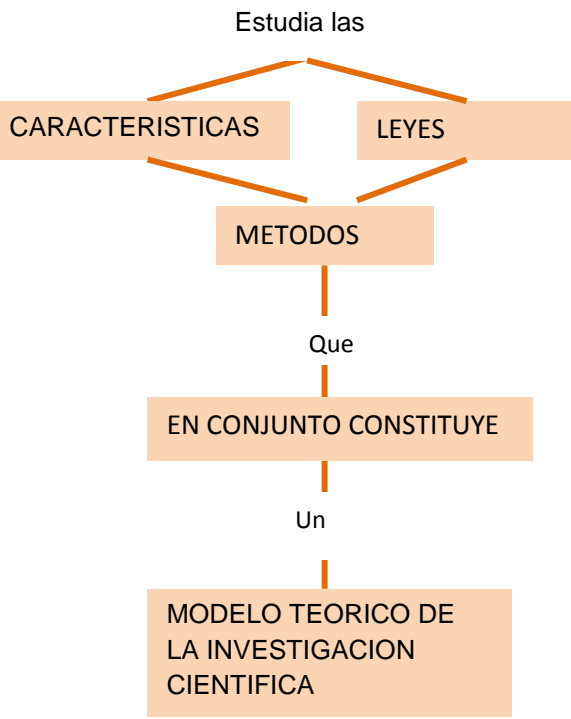 Estudia las
CARACTERISTICAS
LEYES
METODOS
Que
EN CONJUNTO CONSTITUYE
Un
MODELO TEORICO DE
LA INVESTIGACION
CIENTIFICA